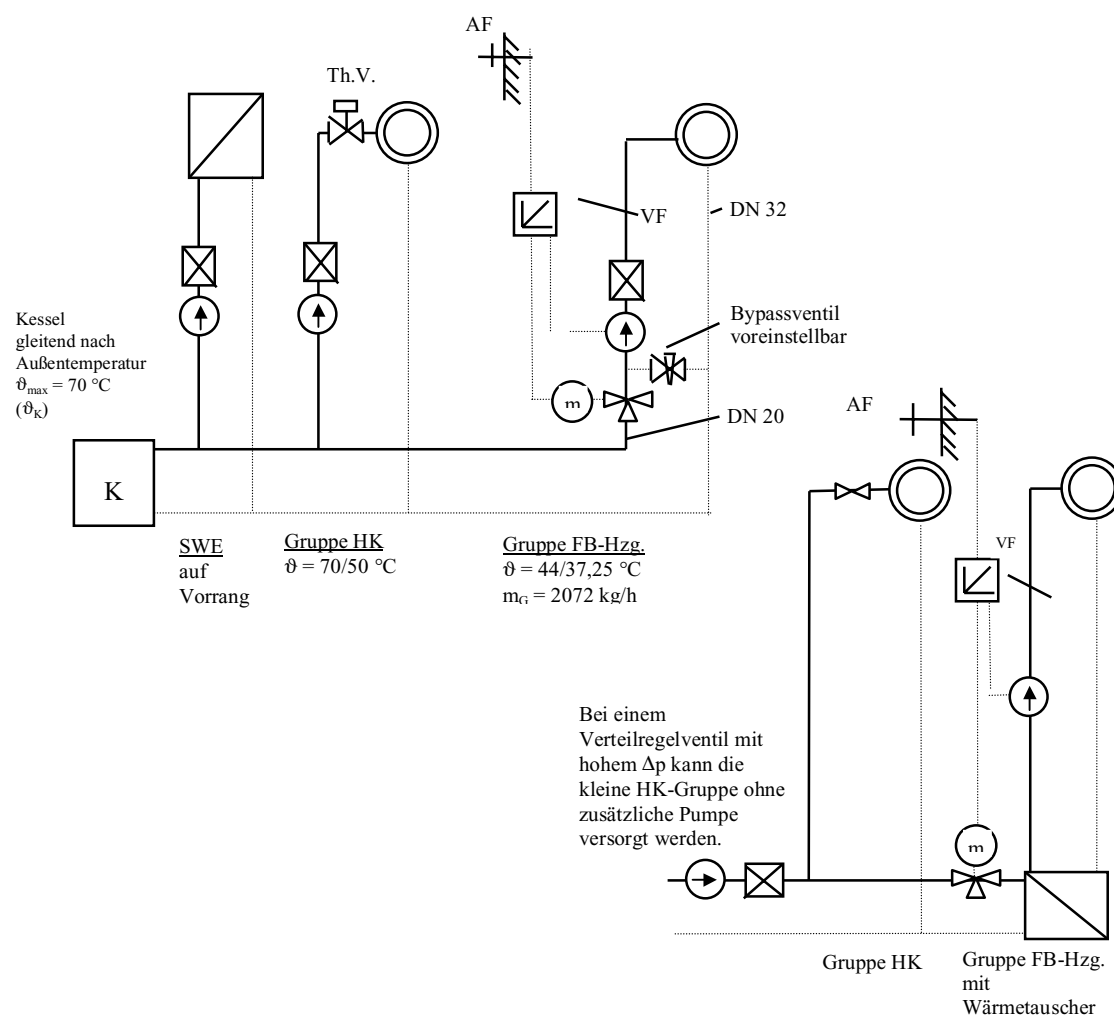 AF
Th.V.
VF
DN 32
Kessel
gleitend nach
Außentemperatur
ϑmax = 70 °C
(ϑK)
Bypassventil
voreinstellbar
m
DN 20
K
SWE
auf
Vorrang
Gruppe HK
ϑ = 70/50 °C
Gruppe FB-Hzg.
ϑ = 44/37,25 °C
mG = 2072 kg/h
AF
VF
Bei einem
Verteilregelventil mit
hohem Δp kann die
kleine HK-Gruppe ohne
zusätzliche Pumpe
versorgt werden.
m
Gruppe HK
Gruppe FB-Hzg.
mit
Wärmetauscher